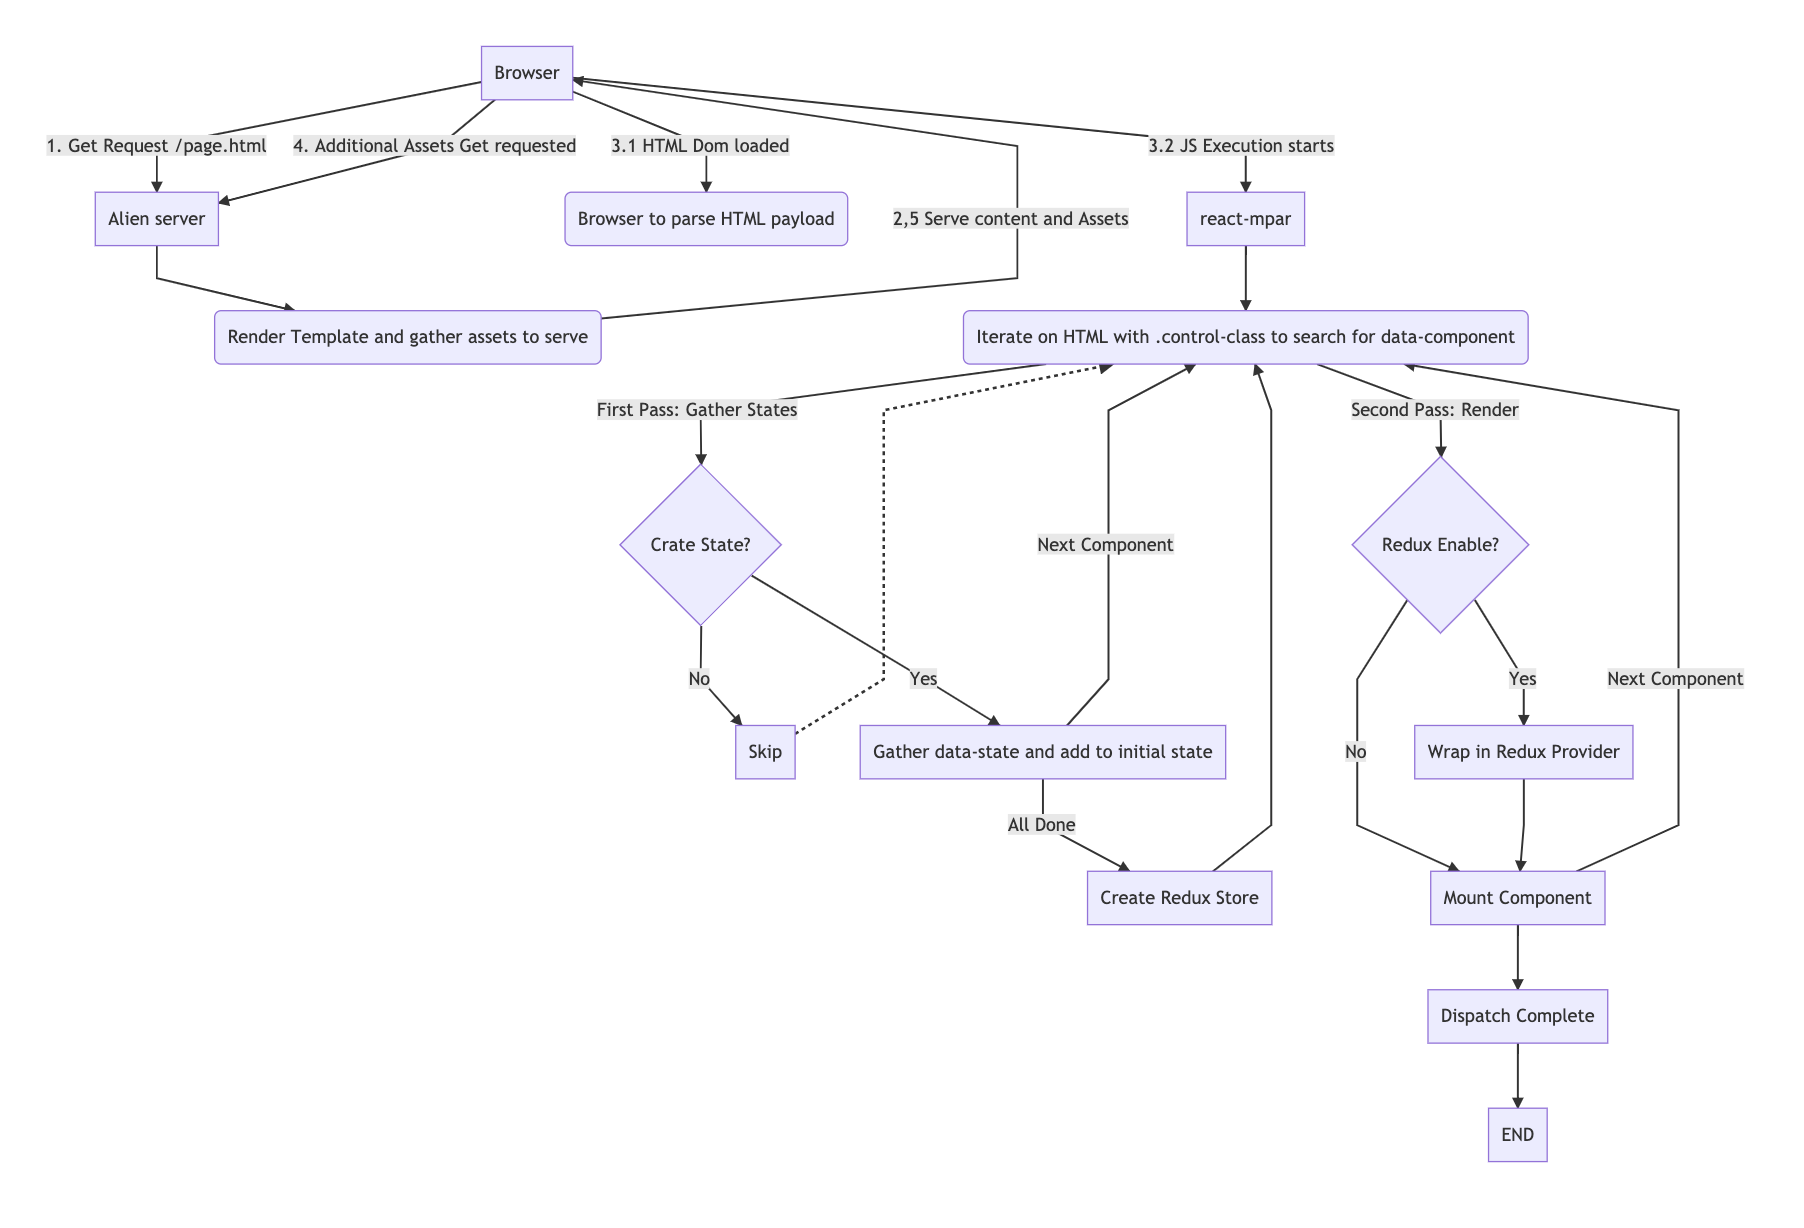 Browser
1. Get Request /page.html
4. Additional Assets Get requested
3.1 HTML Dom loaded
3.2 JS Execution starts
Alien server
Browser to parse HTML payload
2,5 Serve content and Assets
react-mpar
Render Template and gather assets to serve
Iterate on HTML with .control-class to search for data-component
First Pass: Gather States
Second Pass: Render
Crate State?
Next Component
Redux Enable?
No
Yes
Yes
Next Component
Skip
Gather data-state and add to initial state
No
Wrap in Redux Provider
All Done
Create Redux Store
Mount Component
Dispatch Complete
END